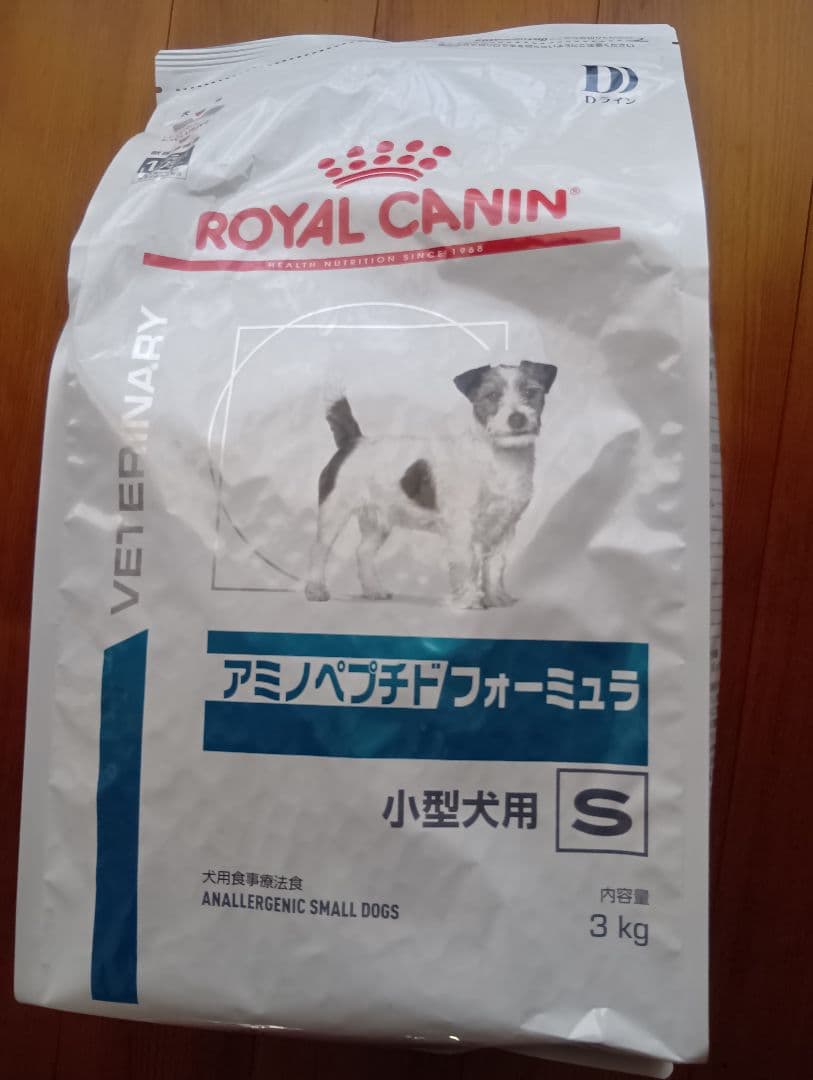 Dライン
ROYAL CANIN®
HEALTH NUTRITION SINCE 1968
VETERINARY
アミノペプチドフォーミュラ
小型犬用 S
犬用食事療法食
ANALLERGENIC SMALL DOGS
内容量
3 kg